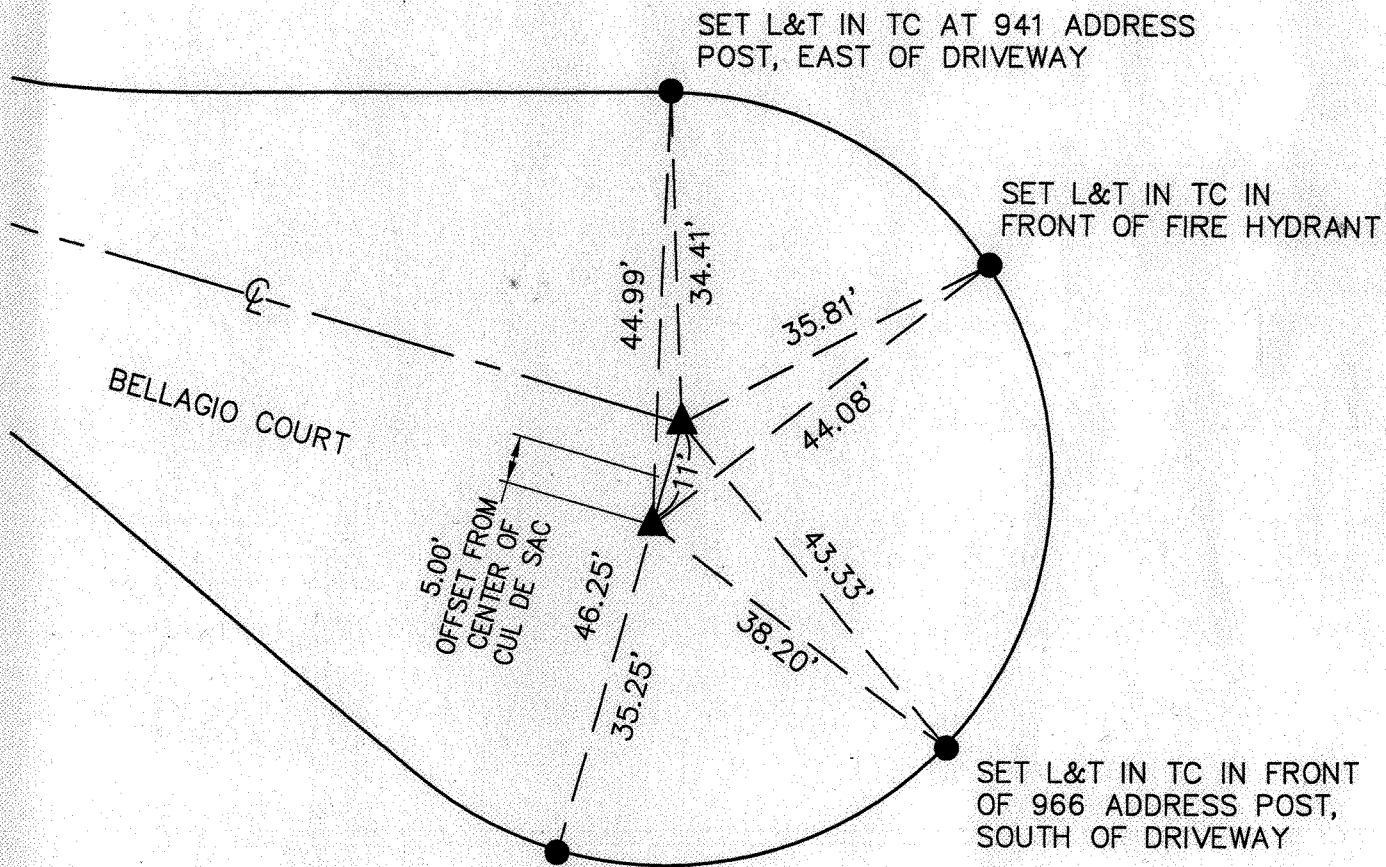 SET L&T IN TC AT 941 ADDRESS
POST, EAST OF DRIVEWAY
SET L&T IN TC IN
FRONT OF FIRE HYDRANT
44.99'
34.41'
35.81'
44.08'
℄
BELLAGIO COURT
11'
5.00'
OFFSET FROM
CENTER OF
CUL DE SAC
46.25'
35.25'
43.33'
38.20'
SET L&T IN TC IN FRONT
OF 966 ADDRESS POST,
SOUTH OF DRIVEWAY